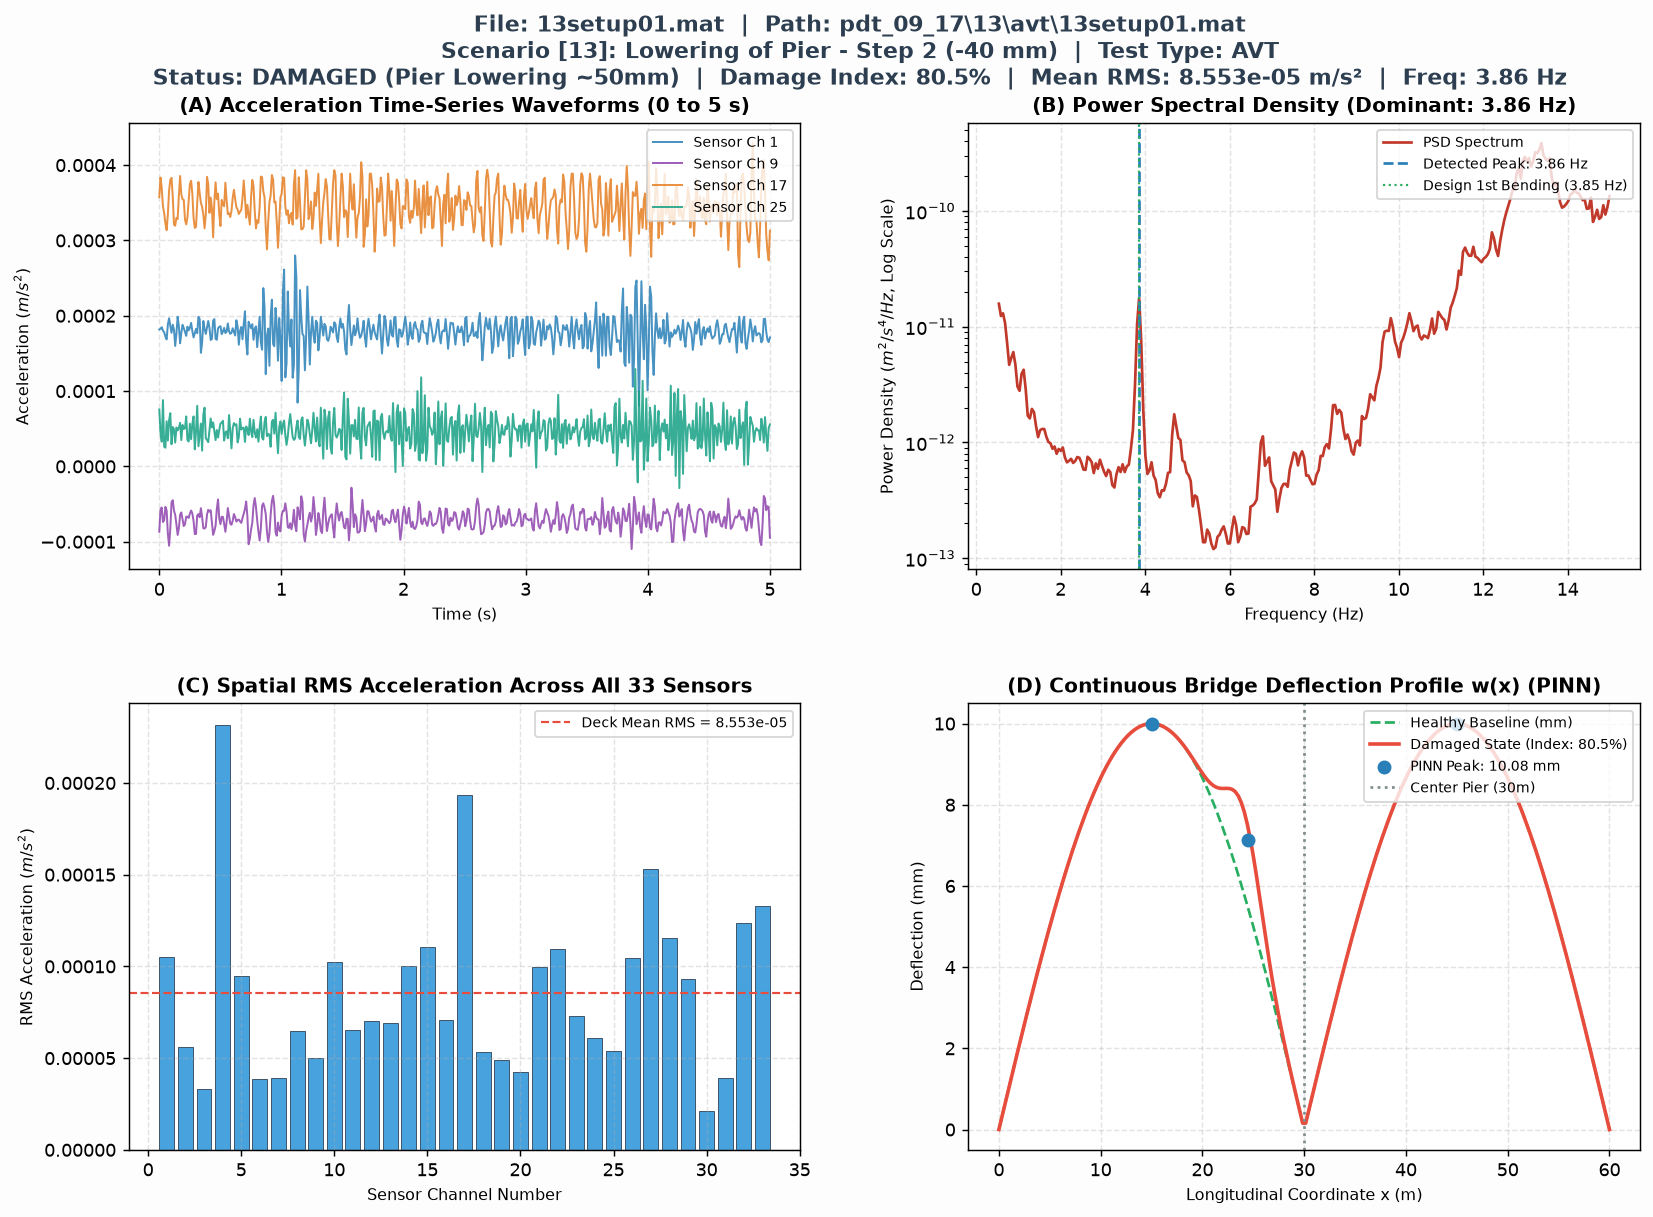 File: 13setup01.mat | Path: pdt_09_17\13\avt\13setup01.mat
Scenario [13]: Lowering of Pier - Step 2 (-40 mm) | Test Type: AVT
Status: DAMAGED (Pier Lowering ~50mm) | Damage Index: 80.5% | Mean RMS: 8.553e-05 m/s² | Freq: 3.86 Hz
(A) Acceleration Time-Series Waveforms (0 to 5 s)
Sensor Ch 1
Sensor Ch 9
Sensor Ch 17
Sensor Ch 25
Acceleration (m/s²)
0.0004
0.0003
0.0002
0.0001
0.0000
−0.0001
0 1 2 3 4 5
Time (s)
(B) Power Spectral Density (Dominant: 3.86 Hz)
PSD Spectrum
Detected Peak: 3.86 Hz
Design 1st Bending (3.85 Hz)
Power Density (m²/s⁴/Hz, Log Scale)
10⁻¹⁰
10⁻¹¹
10⁻¹²
10⁻¹³
0 2 4 6 8 10 12 14
Frequency (Hz)
(C) Spatial RMS Acceleration Across All 33 Sensors
Deck Mean RMS = 8.553e-05
RMS Acceleration (m/s²)
0.00020
0.00015
0.00010
0.00005
0.00000
0 5 10 15 20 25 30 35
Sensor Channel Number
(D) Continuous Bridge Deflection Profile w(x) (PINN)
Healthy Baseline (mm)
Damaged State (Index: 80.5%)
PINN Peak: 10.08 mm
Center Pier (30m)
Deflection (mm)
10
8
6
4
2
0
0 10 20 30 40 50 60
Longitudinal Coordinate x (m)